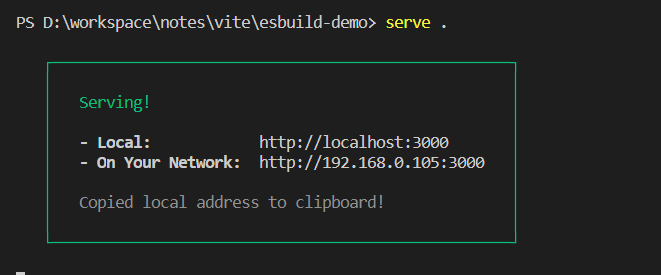 PS D:\workspace\notes\vite\esbuild-demo> serve .
Serving!
- Local: http://localhost:3000
- On Your Network: http://192.168.0.105:3000
Copied local address to clipboard!